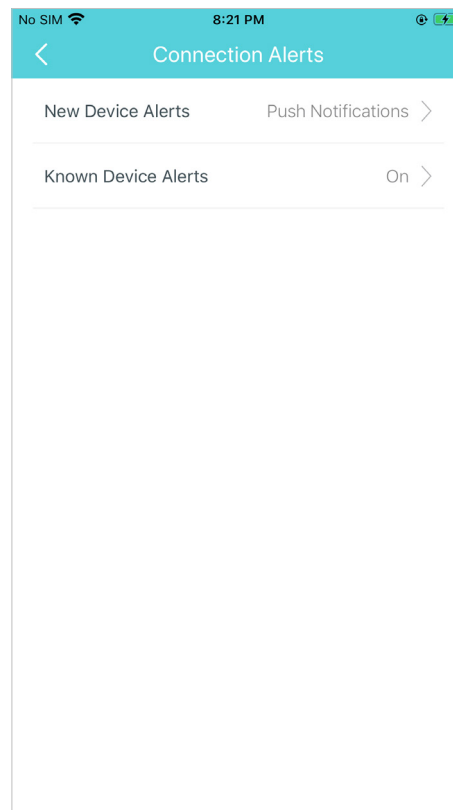 No SIM 8:21 PM
Connection Alerts
New Device Alerts Push Notifications
Known Device Alerts On